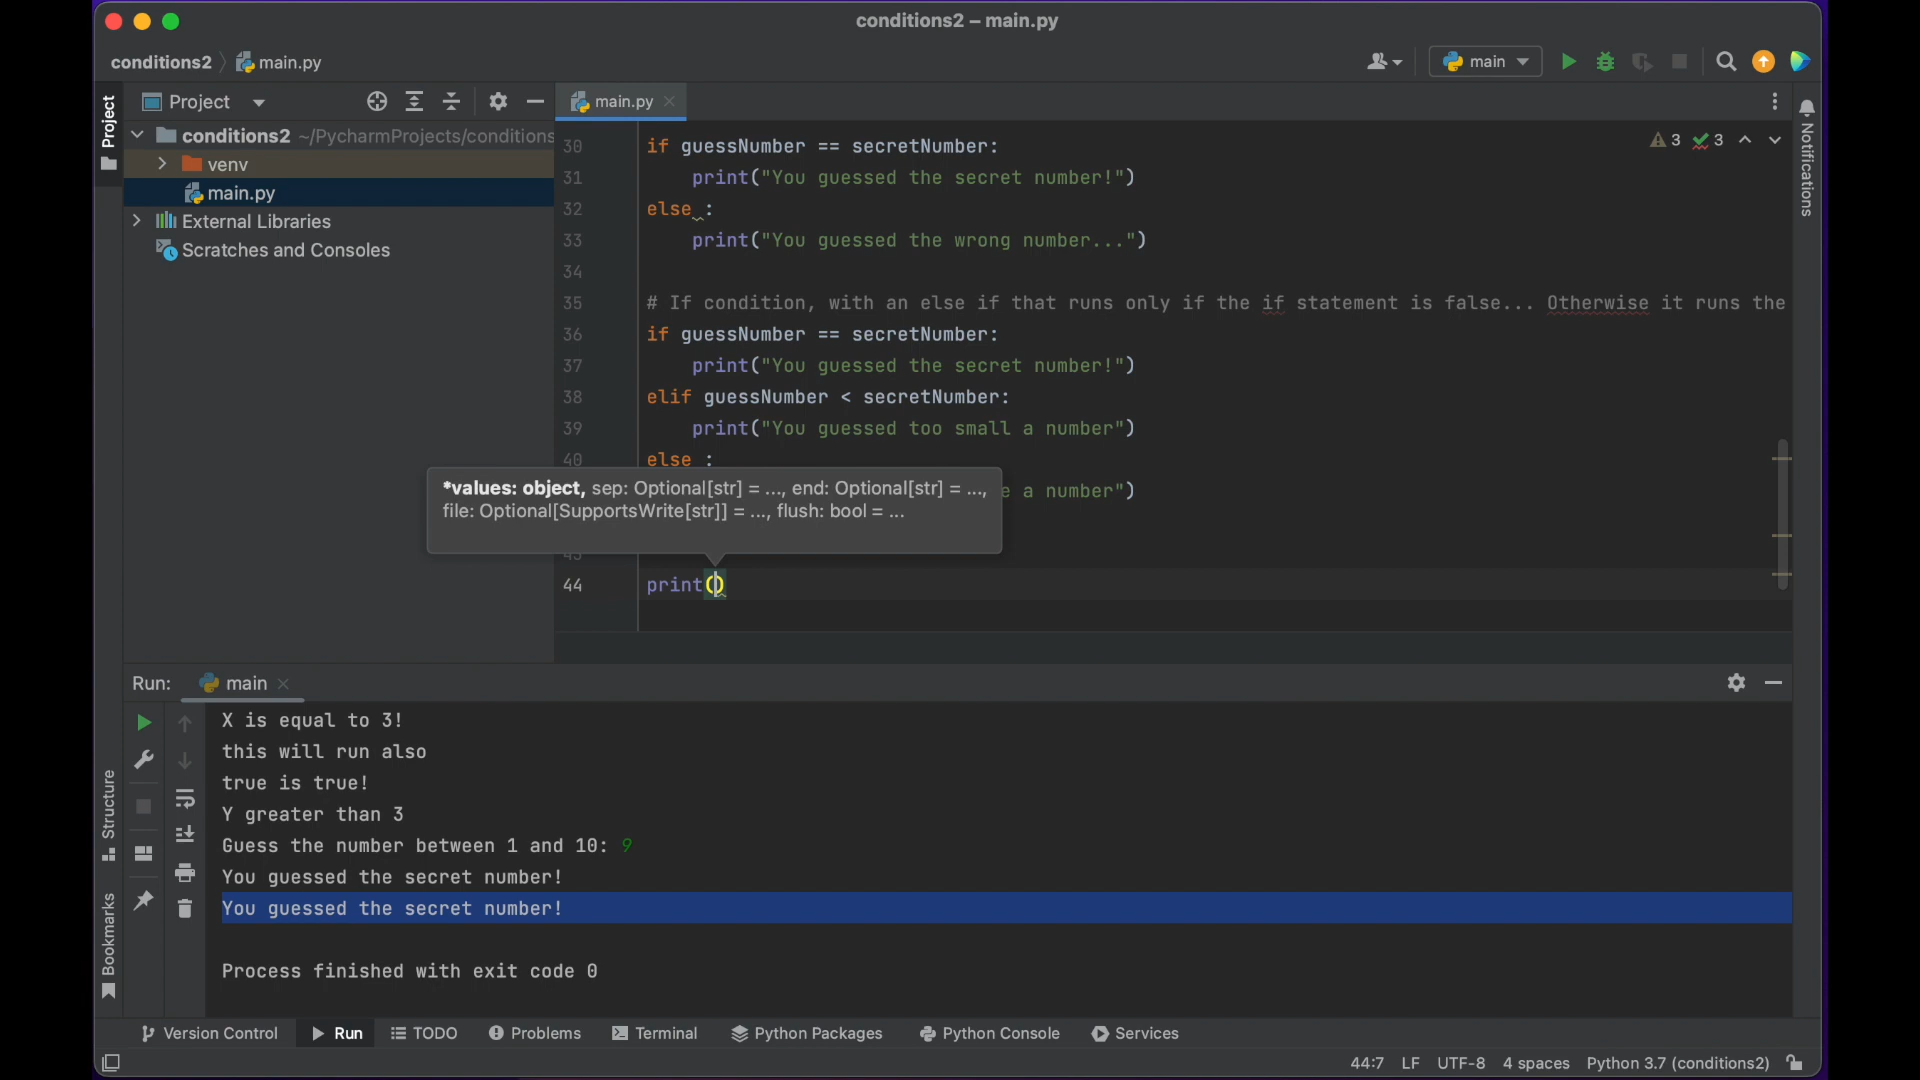 conditions2 – main.py
conditions2
main.py
main
Project
Project
main.py
conditions2 ~/PycharmProjects/conditions
venv
main.py
External Libraries
Scratches and Consoles
Notifications
3 3
30 if guessNumber == secretNumber:
31 print("You guessed the secret number!")
32 else :
33 print("You guessed the wrong number...")
34
35 # If condition, with an else if that runs only if the if statement is false... Otherwise it runs the
36 if guessNumber == secretNumber:
37 print("You guessed the secret number!")
38 elif guessNumber < secretNumber:
39 print("You guessed too small a number")
40 else :
a number")
*values: object, sep: Optional[str] = ..., end: Optional[str] = ...,
file: Optional[SupportsWrite[str]] = ..., flush: bool = ...
43
44 print()
Run: main
X is equal to 3!
this will run also
true is true!
Y greater than 3
Guess the number between 1 and 10: 9
You guessed the secret number!
You guessed the secret number!
Process finished with exit code 0
Structure
Bookmarks
Version Control Run TODO Problems Terminal Python Packages Python Console Services
44:7 LF UTF-8 4 spaces Python 3.7 (conditions2)